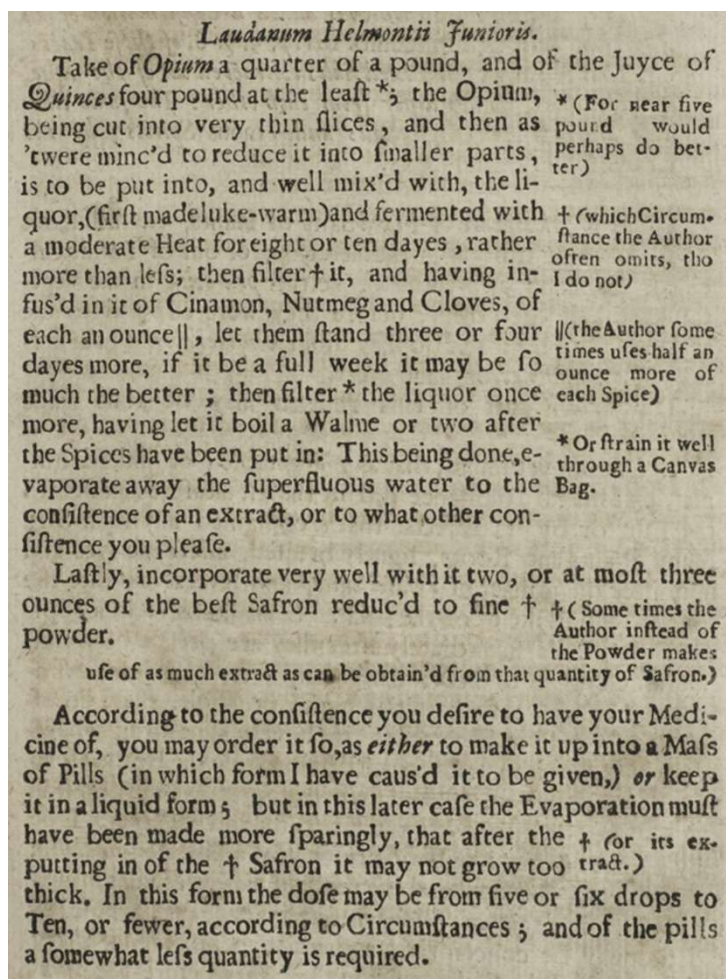 Laudanum Helmontii Junioris.
Take of Opium a quarter of a pound, and of the Juyce of
Quinces four pound at the leaſt *; the Opium,
being cut into very thin ſlices, and then as
'twere minc'd to reduce it into ſmaller parts,
is to be put into, and well mix'd with, the li-
quor, (firſt made luke-warm) and fermented with
a moderate Heat for eight or ten dayes, rather
more than leſs; then filter † it, and having in-
fus'd in it of Cinamon, Nutmeg and Cloves, of
each an ounce ||, let them ſtand three or four
dayes more, if it be a full week it may be ſo
much the better; then filter * the liquor once
more, having let it boil a Walme or two after
the Spices have been put in: This being done, e-
vaporate away the ſuperfluous water to the
conſiſtence of an extract, or to what other con-
ſiſtence you pleaſe.
* (For near five
pound would
perhaps do bet-
ter)
† (which Circum-
ſtance the Author
often omits, tho
I do not)
|| (the Author ſome
times uſes half an
ounce more of
each Spice)
* Or ſtrain it well
through a Canvas
Bag.
Laſtly, incorporate very well with it two, or at moſt three
ounces of the beſt Safron reduc'd to fine †
powder.
† (Some times the
Author inſtead of
the Powder makes
uſe of as much extract as can be obtain'd from that quantity of Safron.)
According to the conſiſtence you deſire to have your Medi-
cine of, you may order it ſo, as either to make it up into a Maſs
of Pills (in which form I have caus'd it to be given,) or keep
it in a liquid form; but in this later caſe the Evaporation muſt
have been made more ſparingly, that after the
putting in of the † Safron it may not grow too
† (or its ex-
tract.)
thick. In this form the doſe may be from five or ſix drops to
Ten, or fewer, according to Circumſtances; and of the pills
a ſomewhat leſs quantity is required.